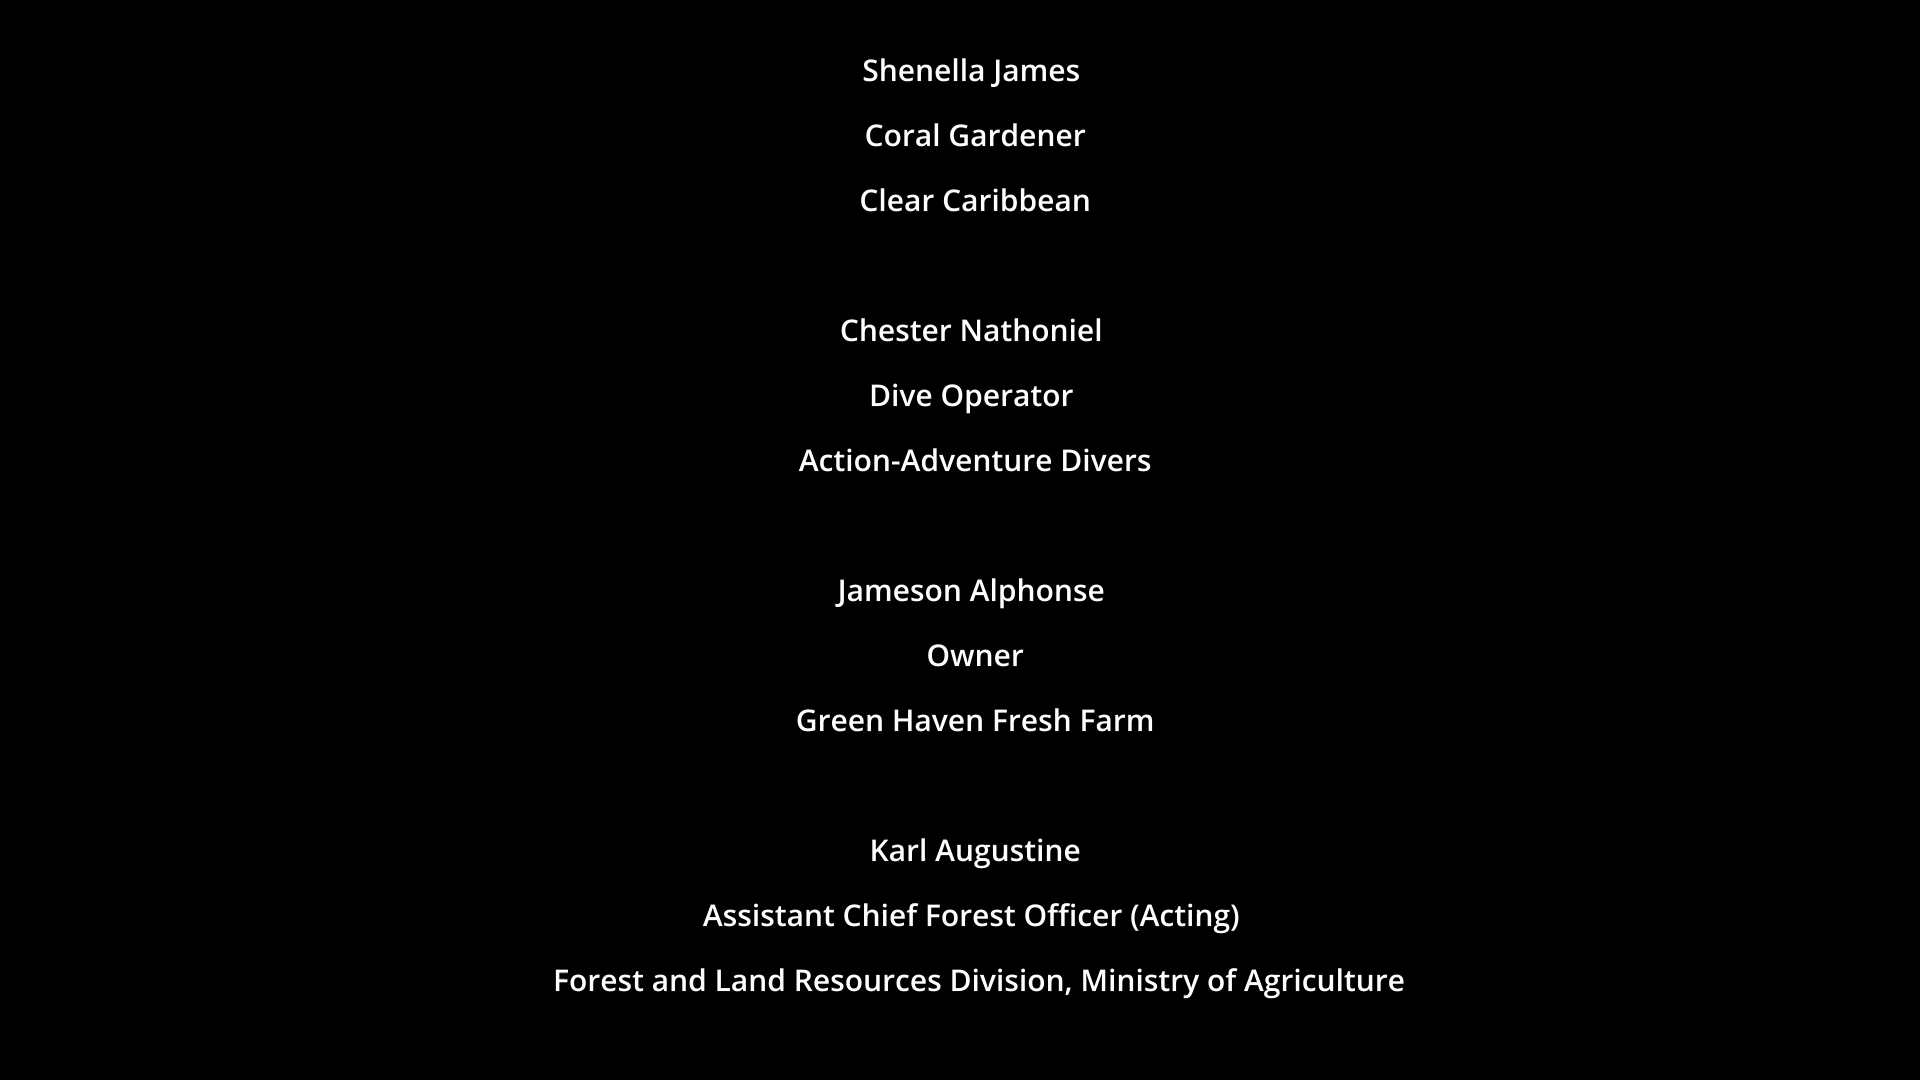 Shenella James
Coral Gardener
Clear Caribbean
Chester Nathoniel
Dive Operator
Action-Adventure Divers
Jameson Alphonse
Owner
Green Haven Fresh Farm
Karl Augustine
Assistant Chief Forest Officer (Acting)
Forest and Land Resources Division, Ministry of Agriculture